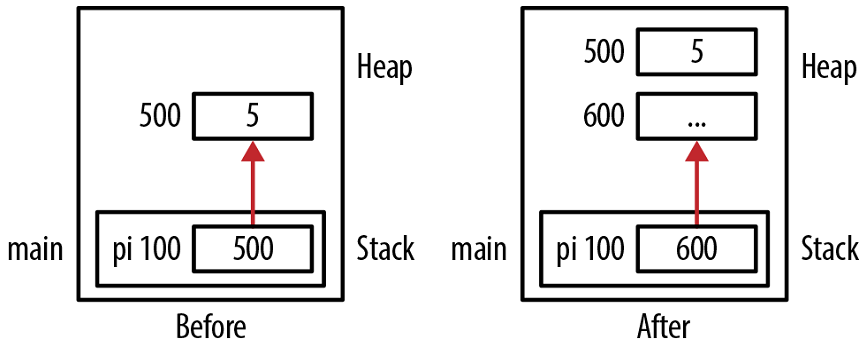 Heap
500 5
main pi 100 500 Stack
Before
500 5
Heap
600 ...
main pi 100 600 Stack
After